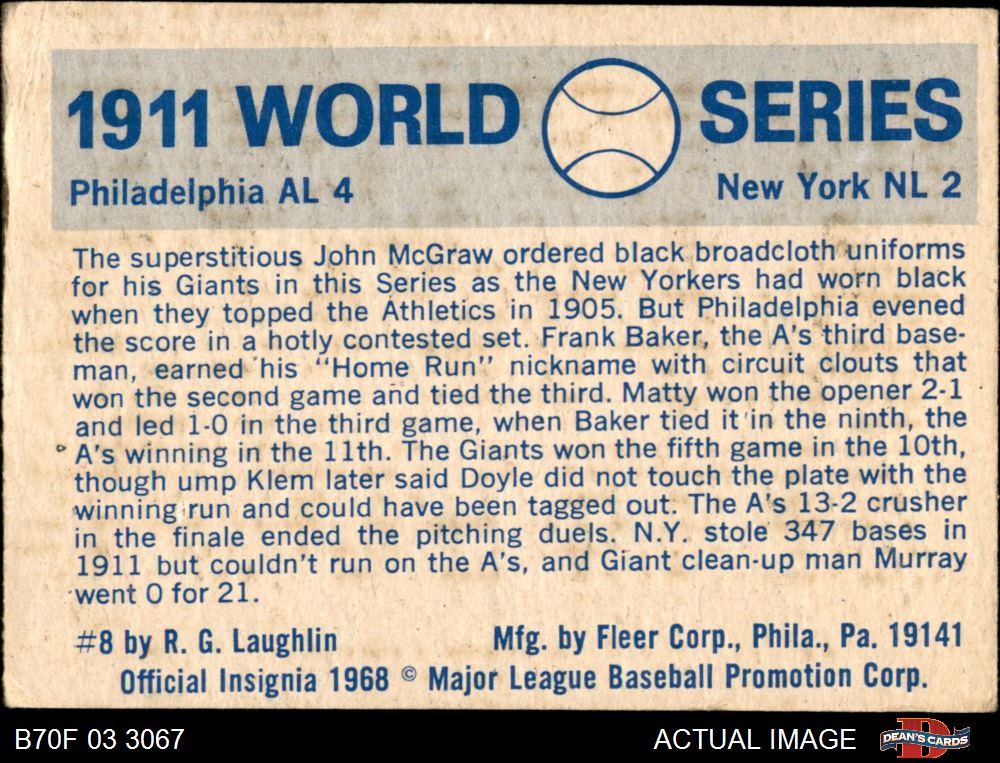 1911 WORLD SERIES
Philadelphia AL 4 New York NL 2
The superstitious John McGraw ordered black broadcloth uniforms
for his Giants in this Series as the New Yorkers had worn black
when they topped the Athletics in 1905. But Philadelphia evened
the score in a hotly contested set. Frank Baker, the A's third base-
man, earned his "Home Run" nickname with circuit clouts that
won the second game and tied the third. Matty won the opener 2-1
and led 1-0 in the third game, when Baker tied it in the ninth, the
A's winning in the 11th. The Giants won the fifth game in the 10th,
though ump Klem later said Doyle did not touch the plate with the
winning run and could have been tagged out. The A's 13-2 crusher
in the finale ended the pitching duels. N.Y. stole 347 bases in
1911 but couldn't run on the A's, and Giant clean-up man Murray
went 0 for 21.
#8 by R. G. Laughlin Mfg. by Fleer Corp., Phila., Pa. 19141
Official Insignia 1968 © Major League Baseball Promotion Corp.
B70F 03 3067 ACTUAL IMAGE DEAN'S CARDS